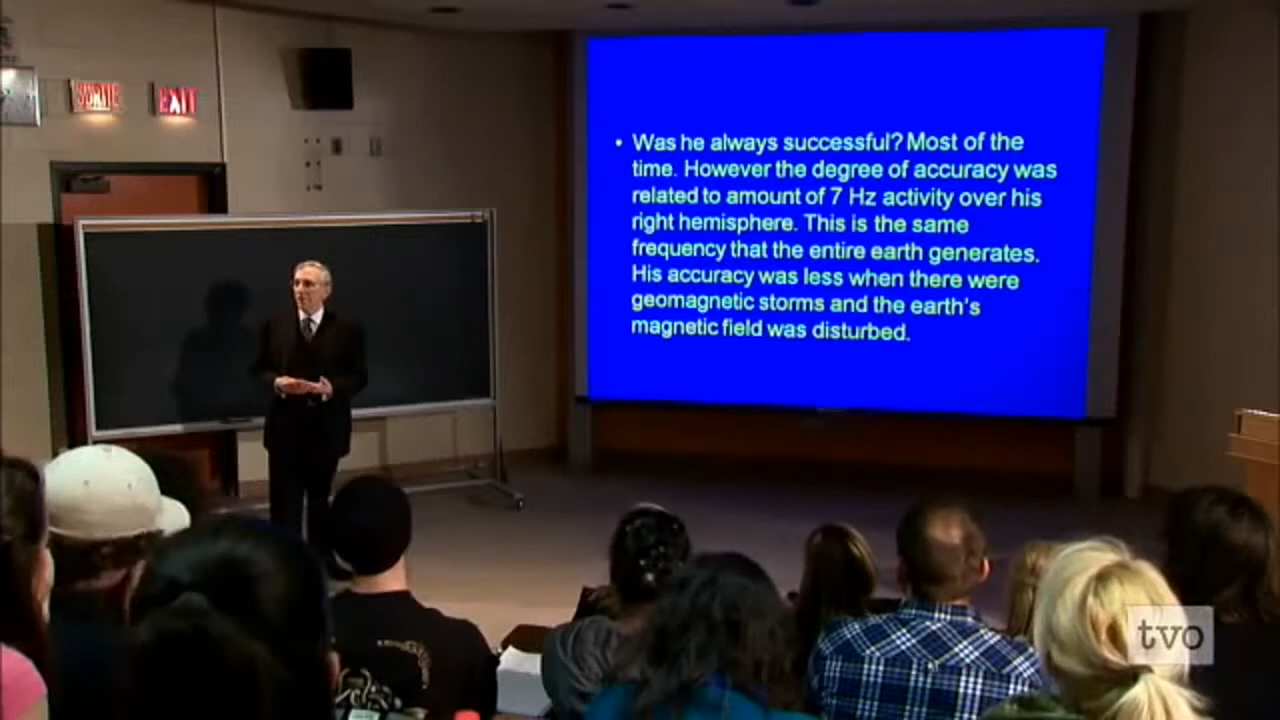 SORTIE
EXIT
• Was he always successful? Most of the
time. However the degree of accuracy was
related to amount of 7 Hz activity over his
right hemisphere. This is the same
frequency that the entire earth generates.
His accuracy was less when there were
geomagnetic storms and the earth's
magnetic field was disturbed.
tvo